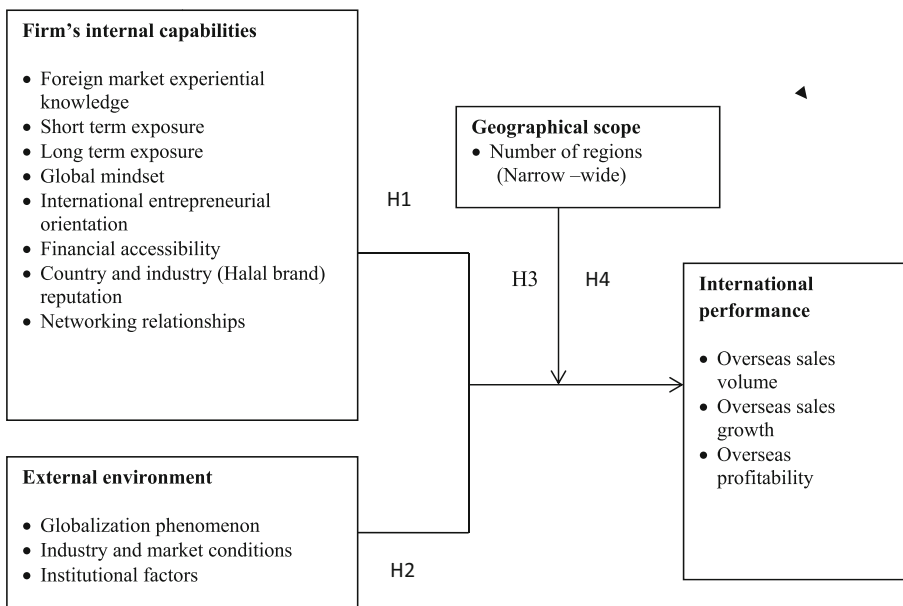 Firm's internal capabilities
• Foreign market experiential
knowledge
• Short term exposure
• Long term exposure
• Global mindset
• International entrepreneurial
orientation
• Financial accessibility
• Country and industry (Halal brand)
reputation
• Networking relationships
H1
Geographical scope
• Number of regions
(Narrow –wide)
H3
H4
International
performance
• Overseas sales
volume
• Overseas sales
growth
• Overseas
profitability
External environment
• Globalization phenomenon
• Industry and market conditions
• Institutional factors
H2